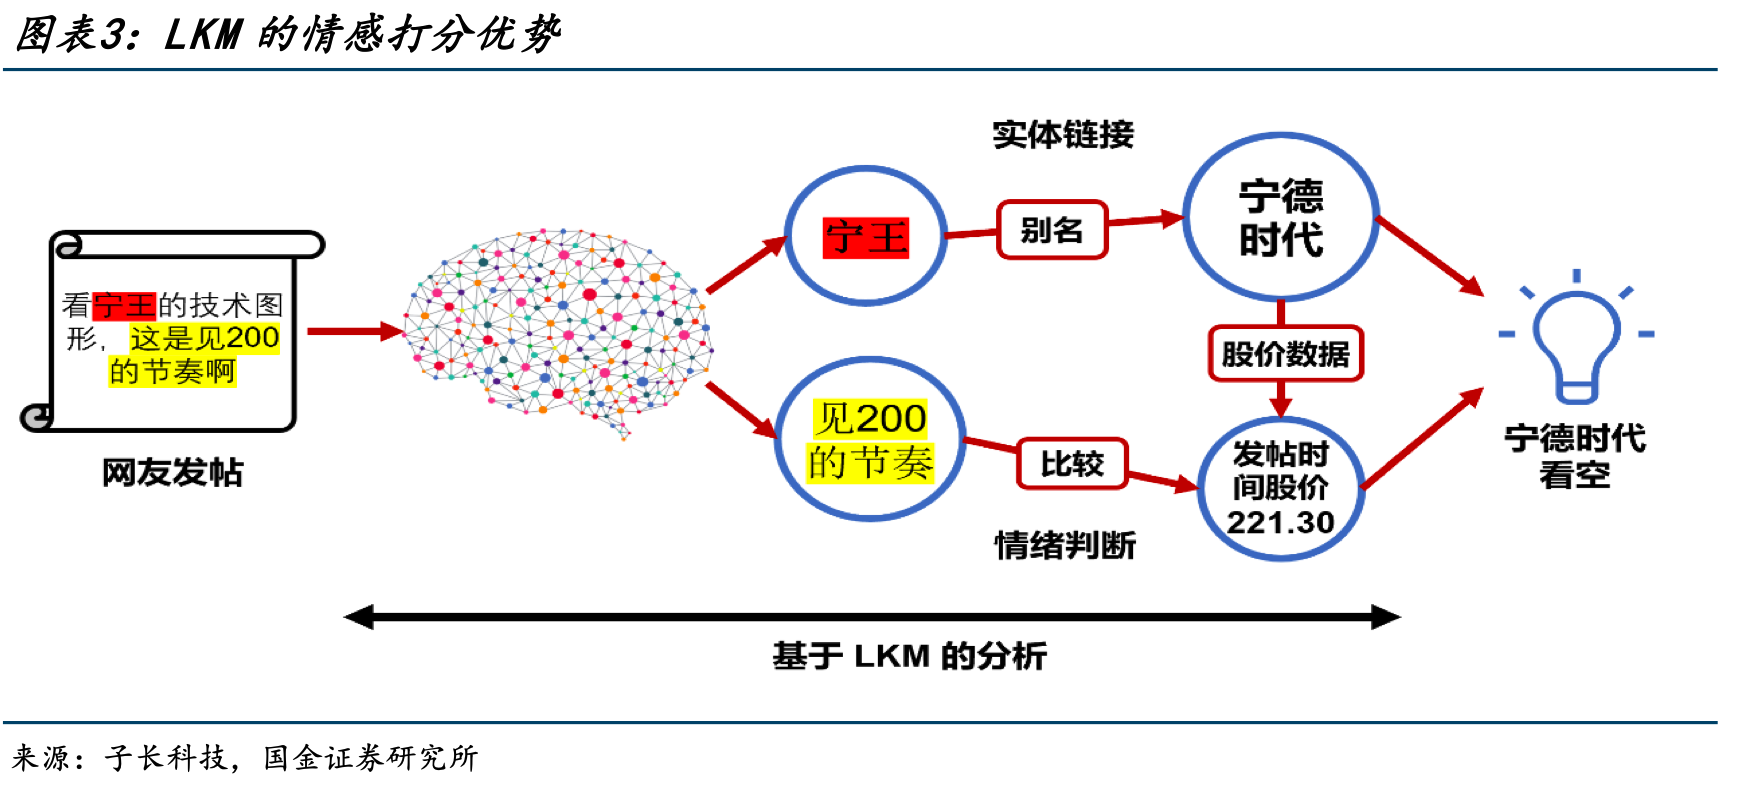 图表3：LKM 的情感打分优势
看宁王的技术图
形，这是见200
的节奏啊
网友发帖
宁王
别名
实体链接
宁德
时代
股价数据
见200
的节奏
比较
情绪判断
发帖时
间股价
221.30
宁德时代
看空
基于 LKM 的分析
来源：子长科技，国金证券研究所